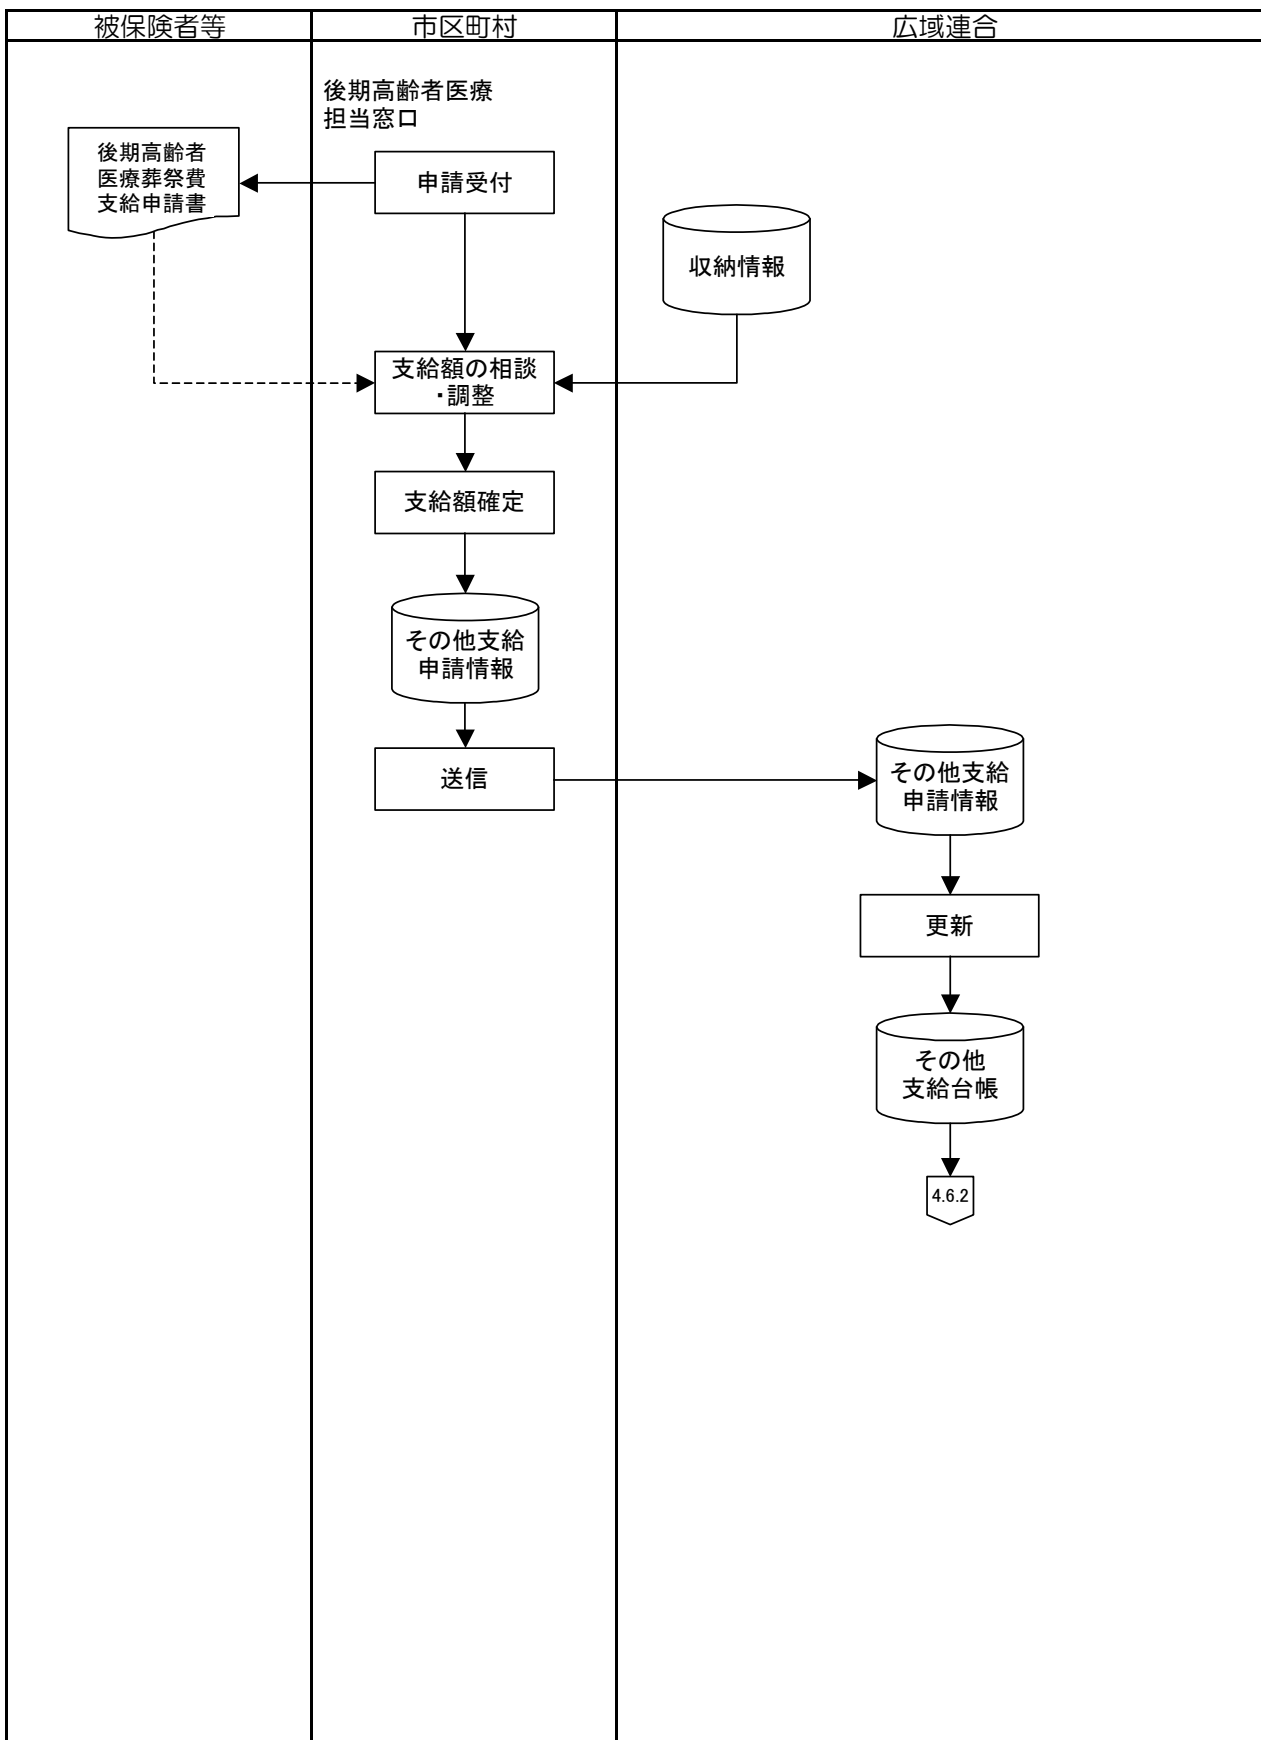 被保険者等
市区町村
広域連合
後期高齢者医療
担当窓口
後期高齢者
医療葬祭費
支給申請書
申請受付
収納情報
支給額の相談
・調整
支給額確定
その他支給
申請情報
送信
その他支給
申請情報
更新
その他
支給台帳
4.6.2